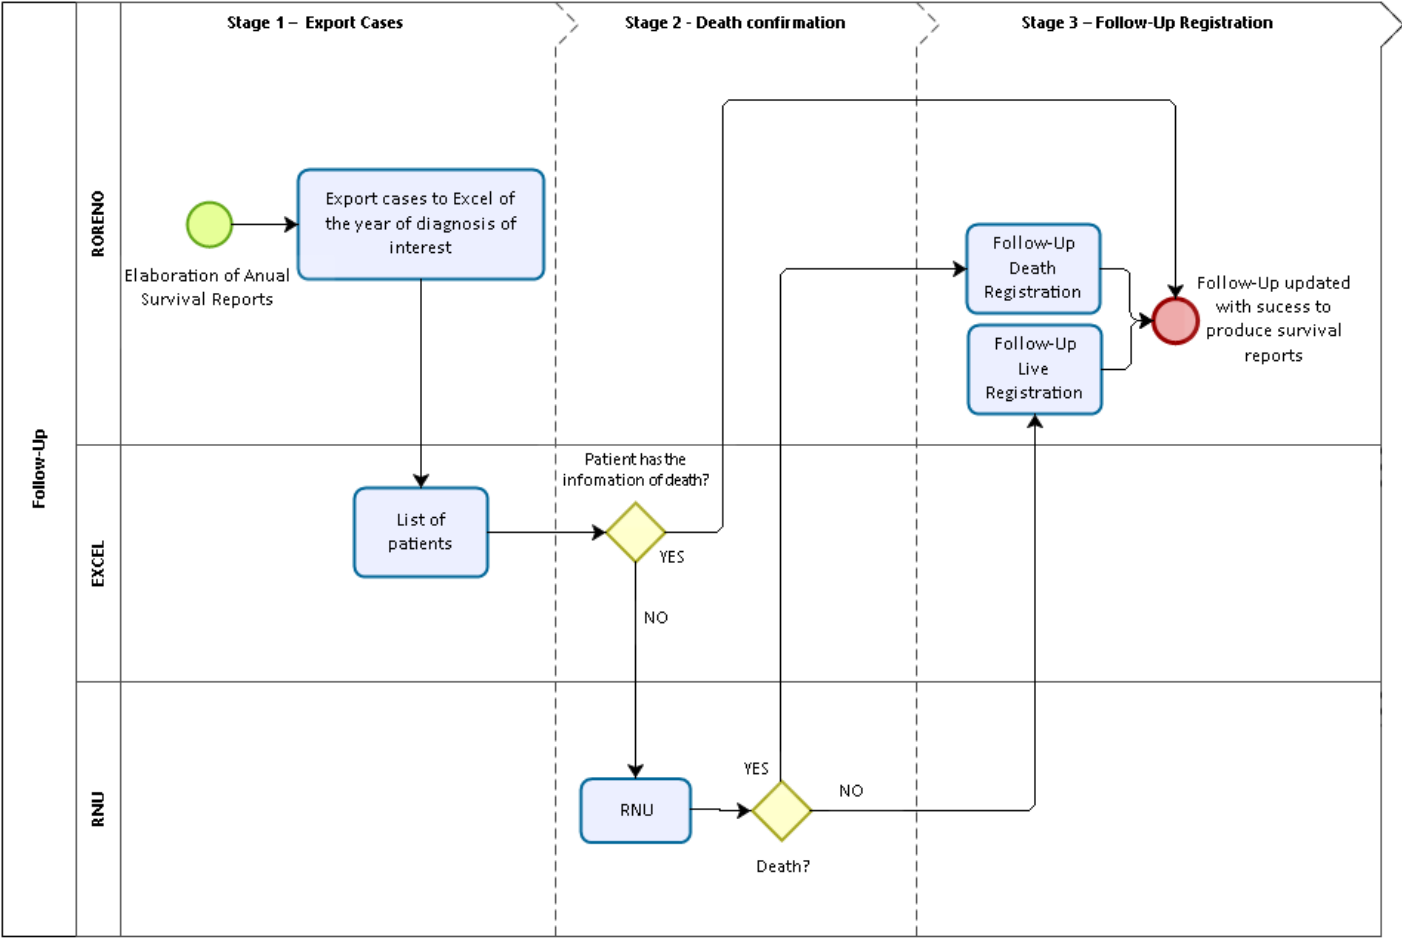 Stage 1 – Export Cases
Stage 2 - Death confirmation
Stage 3 – Follow-Up Registration
Follow-Up
RORENO
Elaboration of Anual
Survival Reports
Export cases to Excel of
the year of diagnosis of
interest
Follow-Up
Death
Registration
Follow-Up
Live
Registration
Follow-Up updated
with sucess to
produce survival
reports
EXCEL
List of
patients
Patient has the
infomation of death?
YES
NO
RNU
RNU
YES
NO
Death?